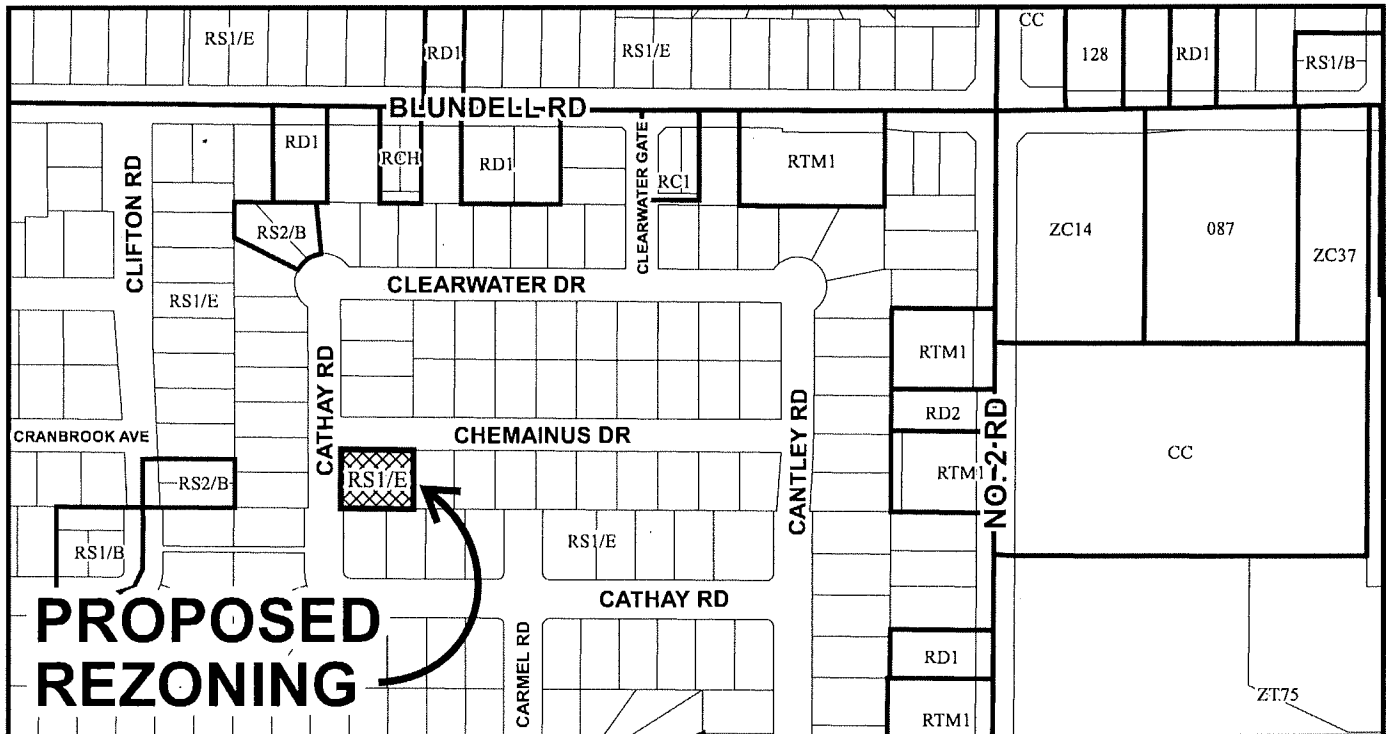 RS1/E
RD1
RS1/E
CC
128
RD1
RS1/B
BLUNDELL RD
CLIFTON RD
RD1
RCH
RD1
CLEARWATER GATE
RC1
RTM1
RS2/B
ZC14
087
ZC37
CLEARWATER DR
RS1/E
RTM1
CATHAY RD
RD2
CRANBROOK AVE
CHEMAINUS DR
CANTLEY RD
NO. 2 RD
CC
RS2/B
RS1/E
RTM1
RS1/B
RS1/E
CATHAY RD
PROPOSED
REZONING
CARMEL RD
RD1
ZT75
RTM1